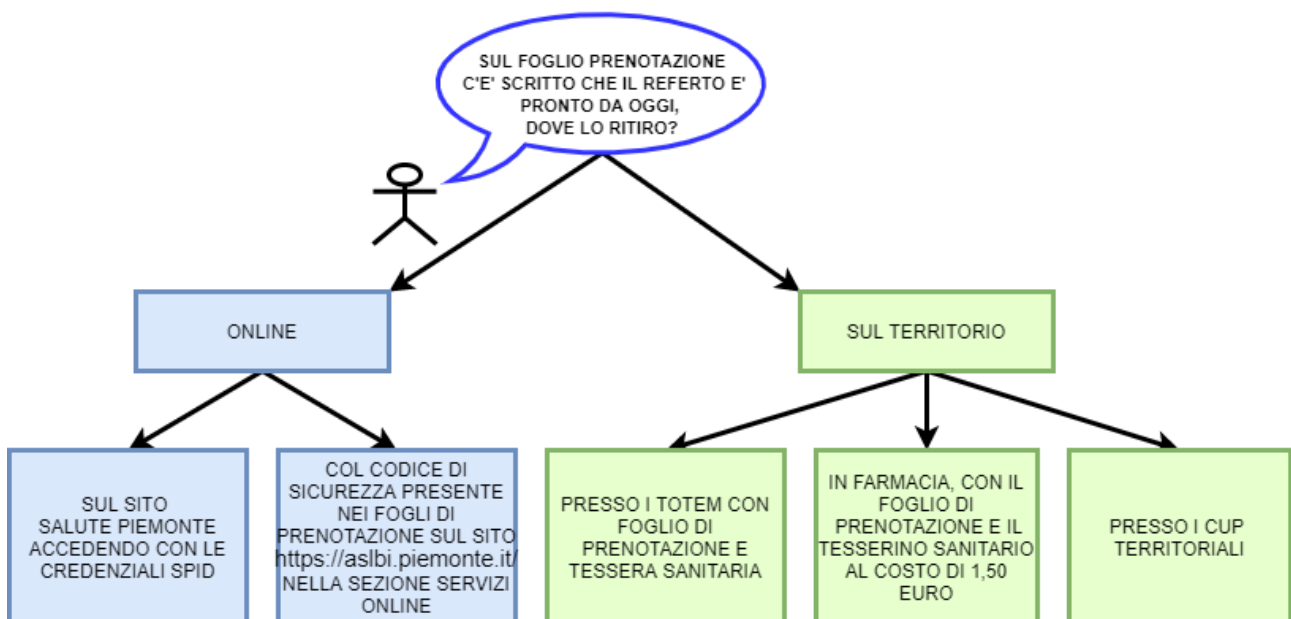 SUL FOGLIO PRENOTAZIONE
C'E' SCRITTO CHE IL REFERTO E'
PRONTO DA OGGI,
DOVE LO RITIRO?
ONLINE
SUL TERRITORIO
SUL SITO
SALUTE PIEMONTE
ACCEDENDO CON LE
CREDENZIALI SPID
COL CODICE DI
SICUREZZA PRESENTE
NEI FOGLI DI
PRENOTAZIONE SUL SITO
https://aslbi.piemonte.it/
NELLA SEZIONE SERVIZI
ONLINE
PRESSO I TOTEM CON
FOGLIO DI
PRENOTAZIONE E
TESSERA SANITARIA
IN FARMACIA, CON IL
FOGLIO DI
PRENOTAZIONE E IL
TESSERINO SANITARIO
AL COSTO DI 1,50
EURO
PRESSO I CUP
TERRITORIALI